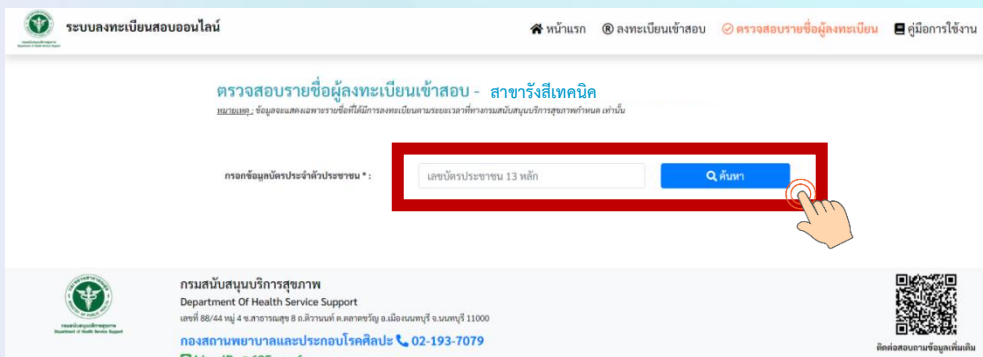 ระบบลงทะเบียนสอบออนไลน์
หน้าแรก ® ลงทะเบียนเข้าสอบ ตรวจสอบรายชื่อผู้ลงทะเบียน คู่มือการใช้งาน
ตรวจสอบรายชื่อผู้ลงทะเบียนเข้าสอบ - สาขารังสีเทคนิค
หมายเหตุ : ข้อมูลจะแสดงเฉพาะรายชื่อที่ได้มีการลงทะเบียนตามระยะเวลาที่ทางกรมสนับสนุนบริการสุขภาพกำหนด เท่านั้น
กรอกข้อมูลบัตรประจำตัวประชาชน * : เลขบัตรประชาชน 13 หลัก ค้นหา
กรมสนับสนุนบริการสุขภาพ
Department Of Health Service Support
เลขที่ 88/44 หมู่ 4 ซ.สาธารณสุข 8 ถ.ติวานนท์ ต.ตลาดขวัญ อ.เมืองนนทบุรี จ.นนทบุรี 11000
กองสถานพยาบาลและประกอบโรคศิลปะ 02-193-7079
ติดต่อสอบถามข้อมูลเพิ่มเติม